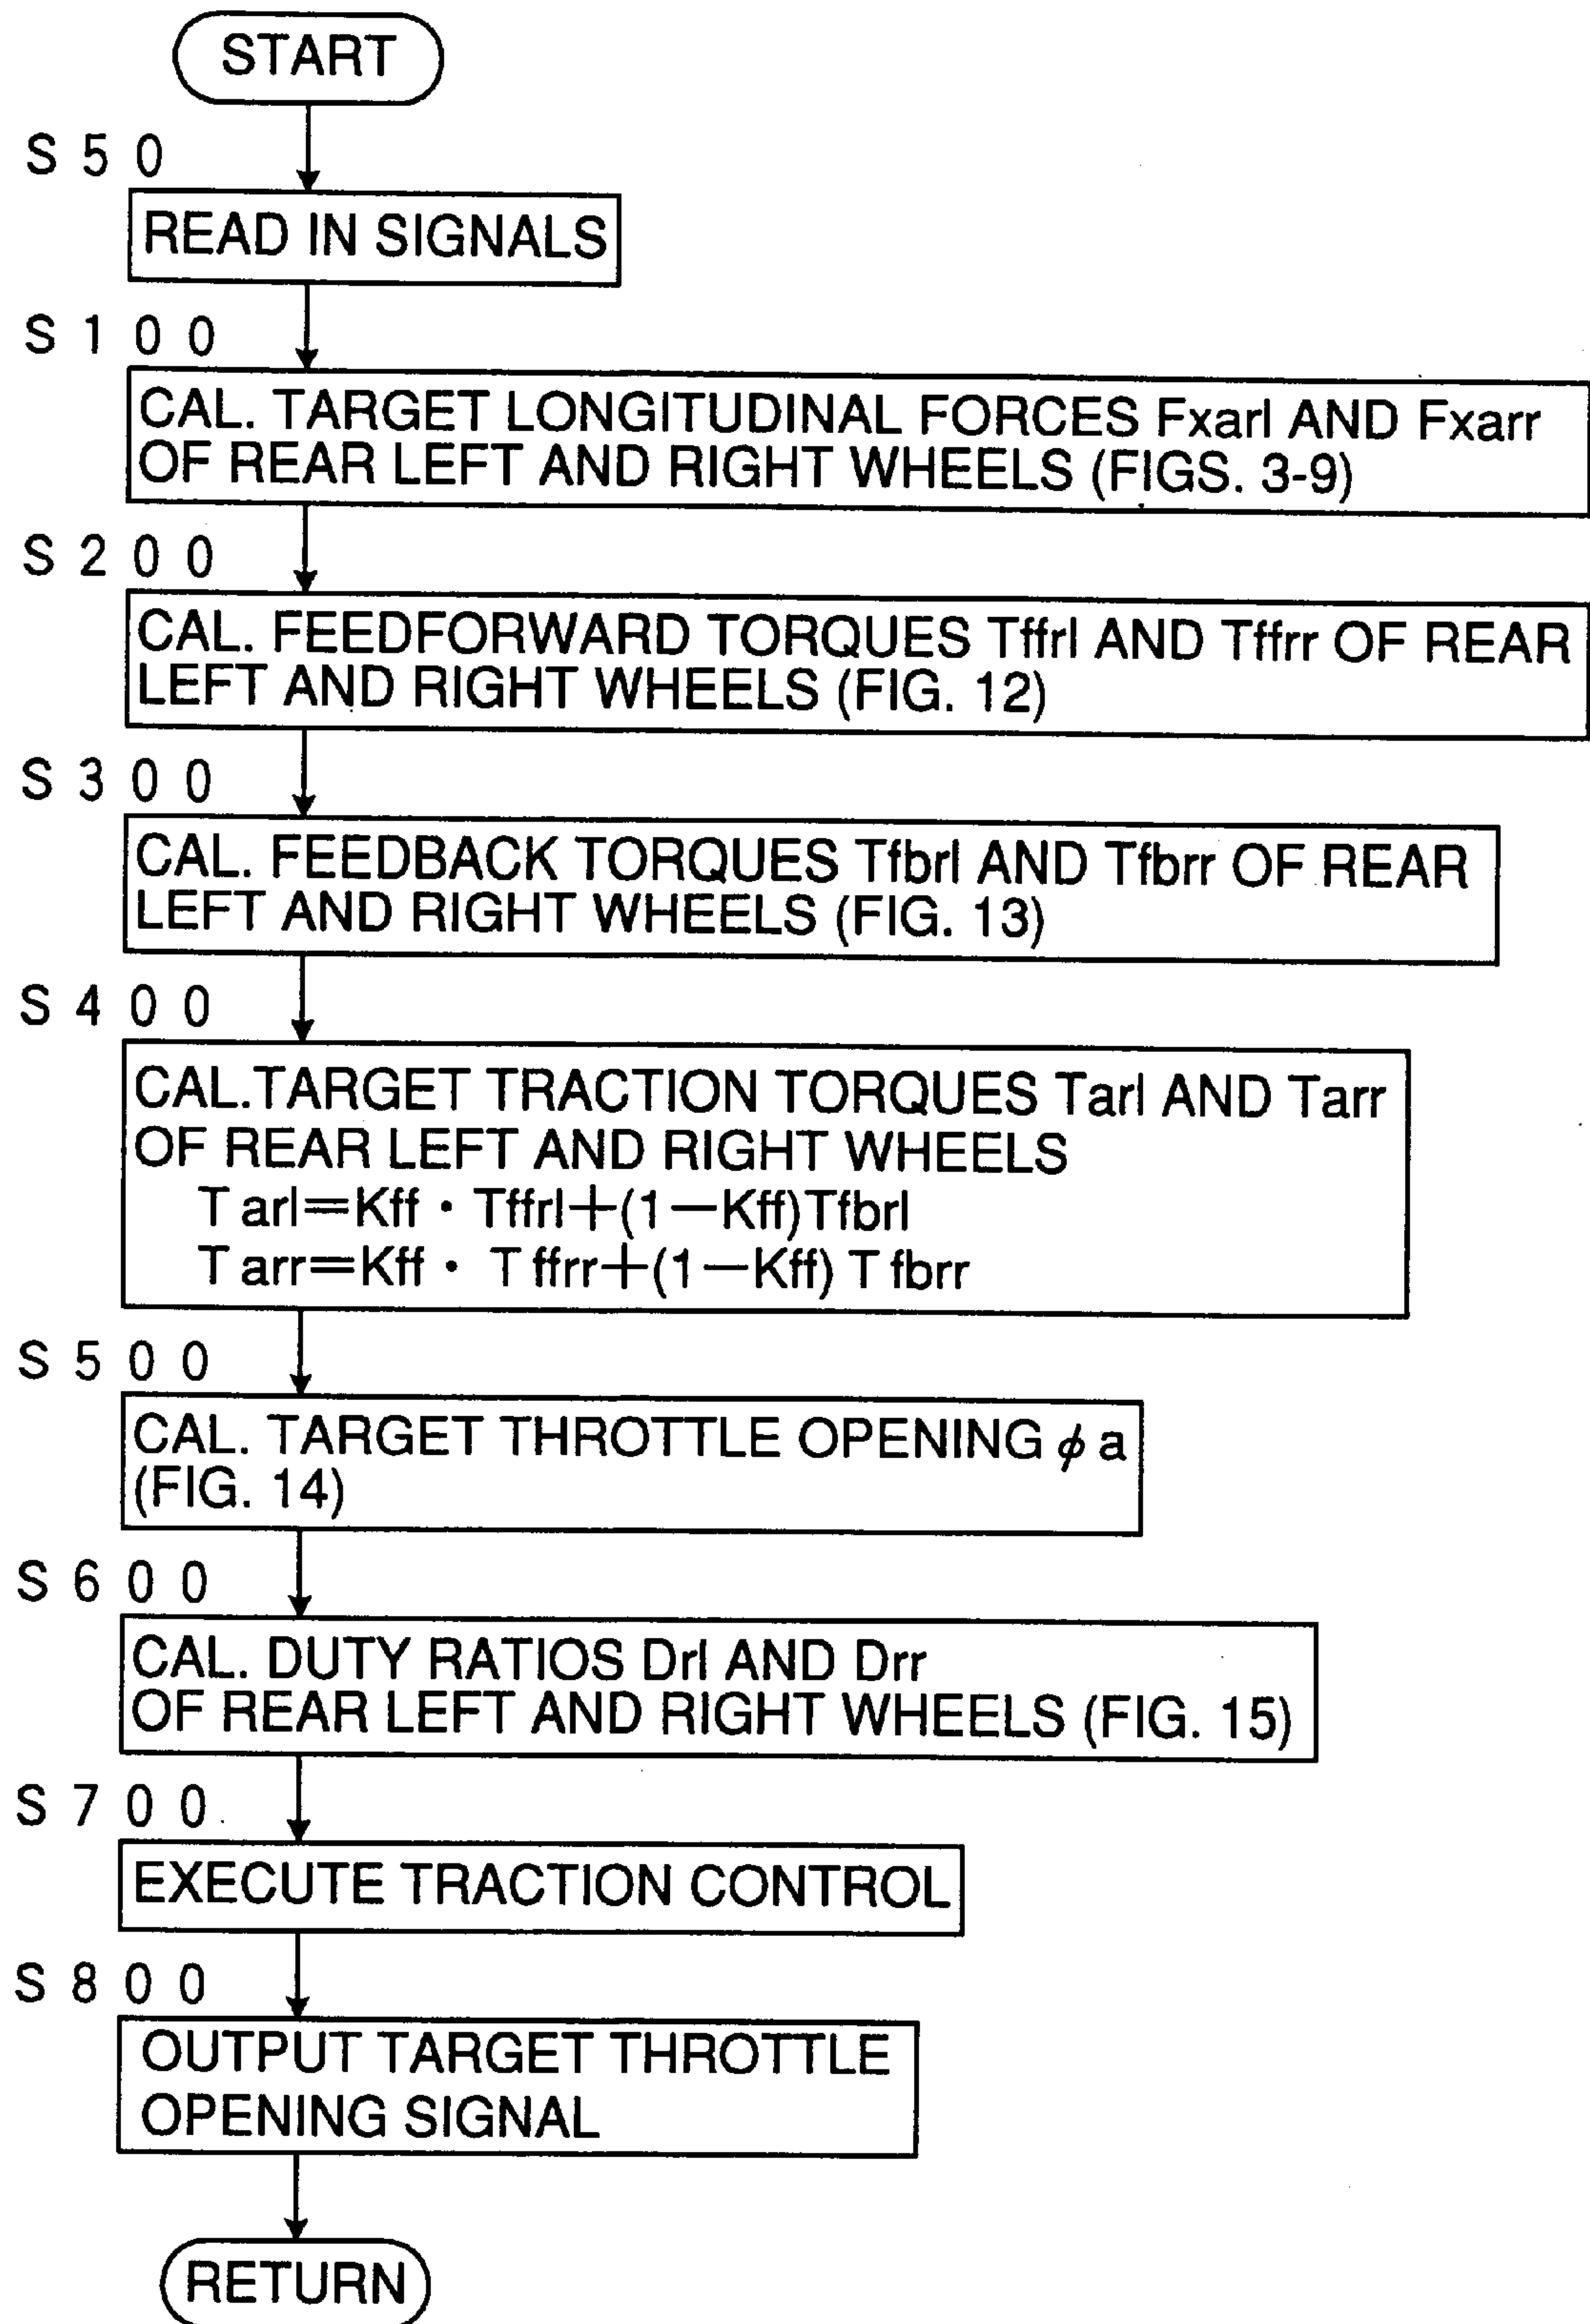 START
S 5 0
READ IN SIGNALS
S 1 0 0
CAL. TARGET LONGITUDINAL FORCES Fxarl AND Fxarr
OF REAR LEFT AND RIGHT WHEELS (FIGS. 3-9)
S 2 0 0
CAL. FEEDFORWARD TORQUES Tffrl AND Tffrr OF REAR
LEFT AND RIGHT WHEELS (FIG. 12)
S 3 0 0
CAL. FEEDBACK TORQUES Tfbrl AND Tfbrr OF REAR
LEFT AND RIGHT WHEELS (FIG. 13)
S 4 0 0
CAL.TARGET TRACTION TORQUES Tarl AND Tarr
OF REAR LEFT AND RIGHT WHEELS
T arl=Kff · Tffrl+(1−Kff)Tfbrl
T arr=Kff · T ffrr+(1−Kff) T fbrr
S 5 0 0
CAL. TARGET THROTTLE OPENING ϕ a
(FIG. 14)
S 6 0 0
CAL. DUTY RATIOS Drl AND Drr
OF REAR LEFT AND RIGHT WHEELS (FIG. 15)
S 7 0 0
EXECUTE TRACTION CONTROL
S 8 0 0
OUTPUT TARGET THROTTLE
OPENING SIGNAL
RETURN